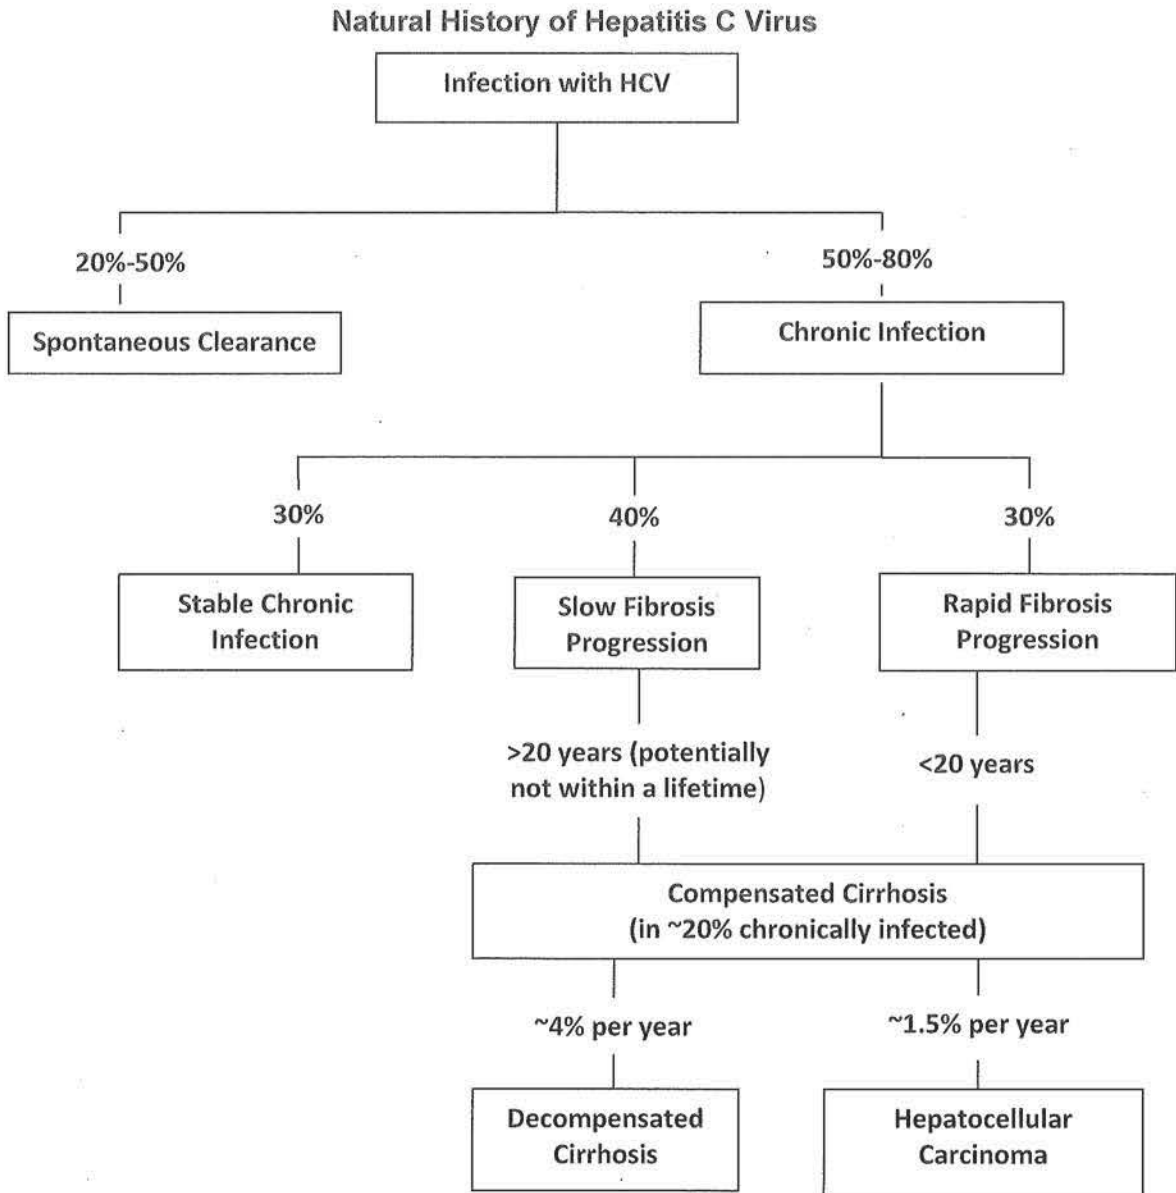 Natural History of Hepatitis C Virus
Infection with HCV
20%-50%
50%-80%
Spontaneous Clearance
Chronic Infection
30%
40%
30%
Stable Chronic
Infection
Slow Fibrosis
Progression
Rapid Fibrosis
Progression
>20 years (potentially
not within a lifetime)
<20 years
Compensated Cirrhosis
(in ~20% chronically infected)
~4% per year
~1.5% per year
Decompensated
Cirrhosis
Hepatocellular
Carcinoma